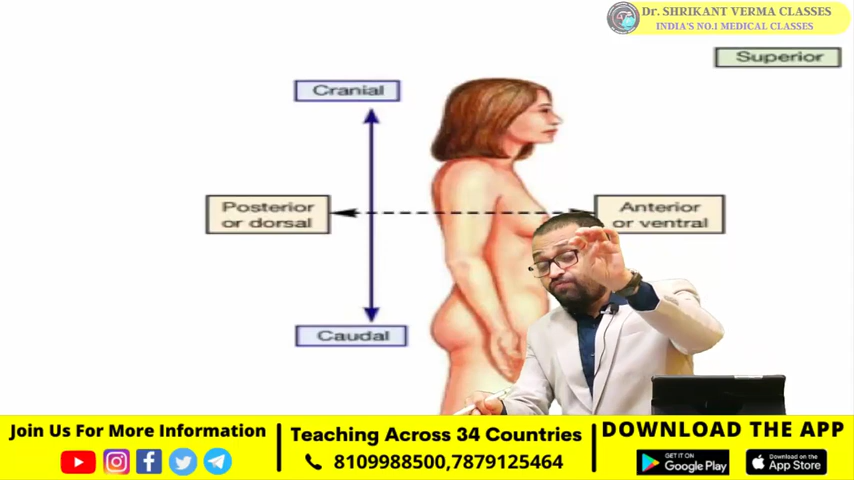 Dr. SHRIKANT VERMA CLASSES
INDIA'S NO.1 MEDICAL CLASSES
Superior
Cranial
Posterior
or dorsal
Anterior
or ventral
Caudal
Join Us For More Information
Teaching Across 34 Countries
8109988500,7879125464
DOWNLOAD THE APP
GET IT ON
Google Play
Download on the
App Store